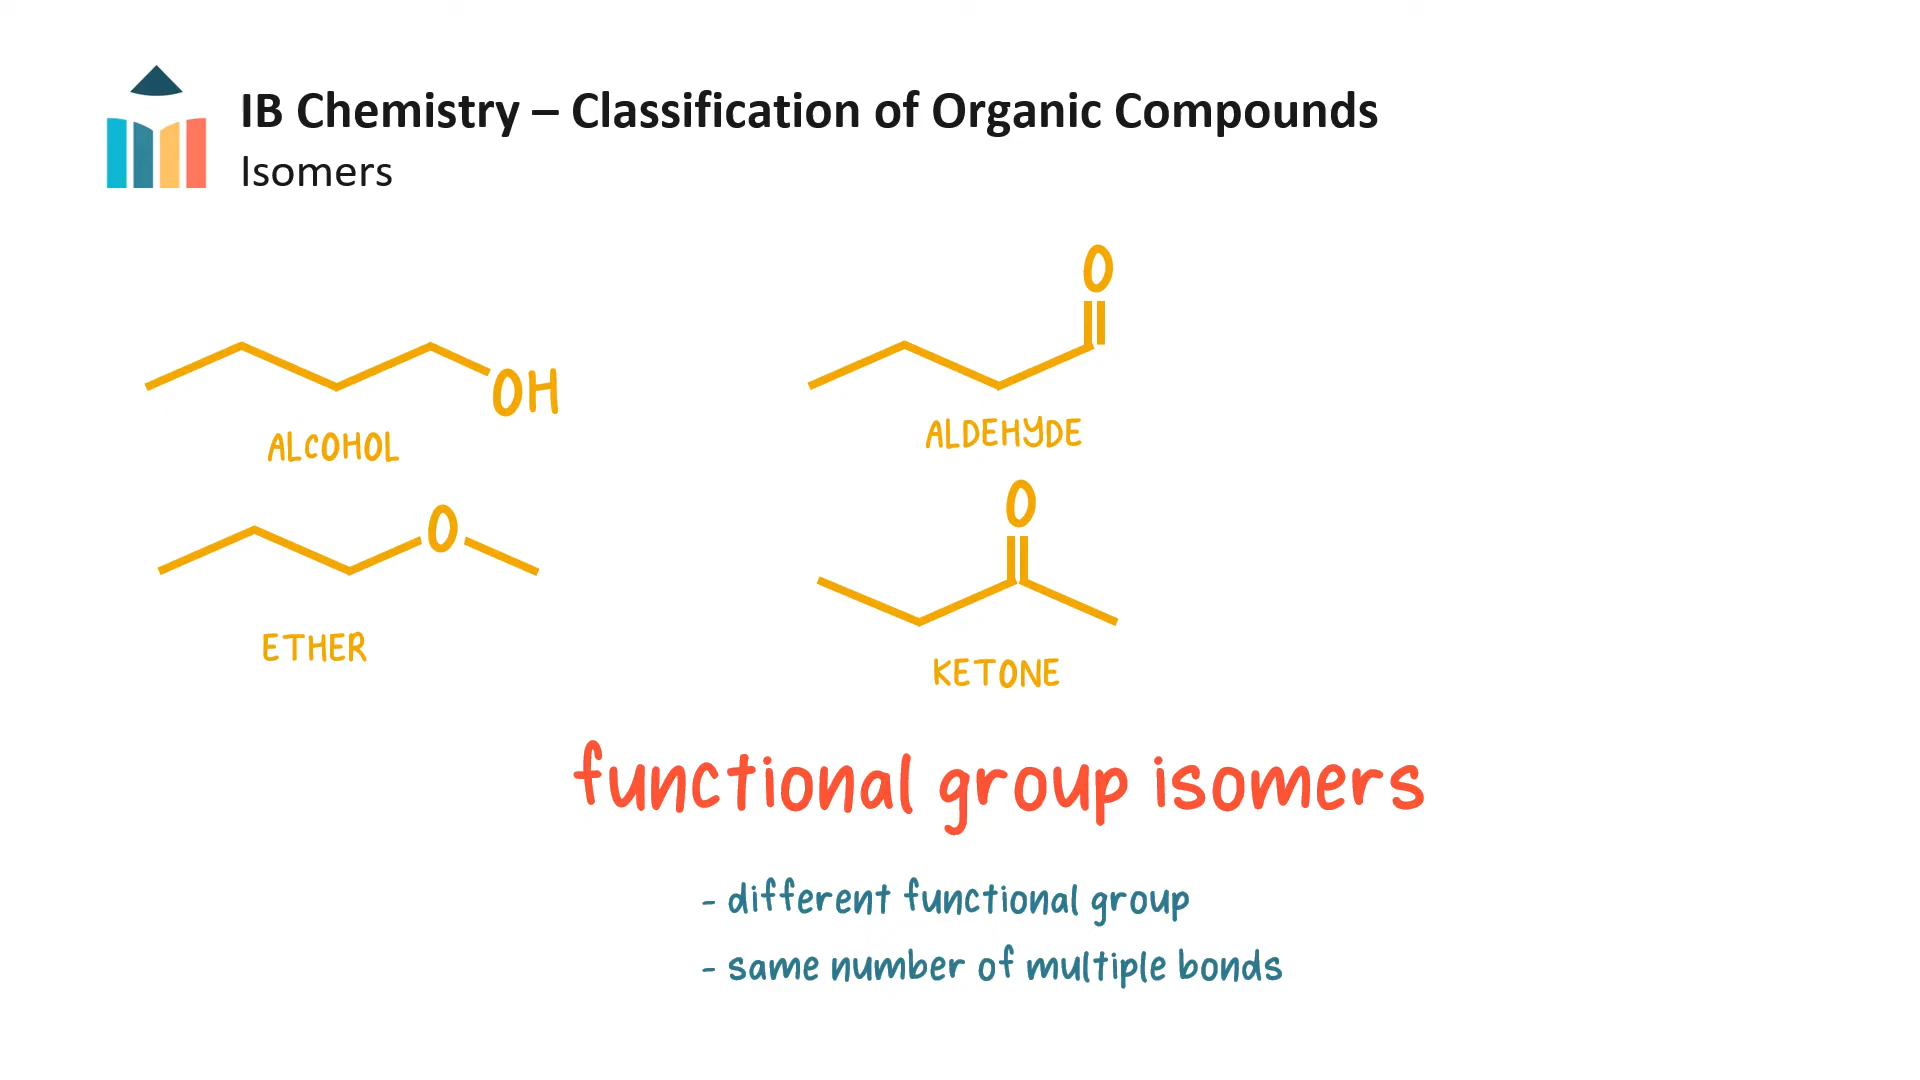 IB Chemistry – Classification of Organic Compounds
Isomers
OH
ALCOHOL
O
ALDEHYDE
O
ETHER
O
KETONE
functional group isomers
- different functional group
- same number of multiple bonds